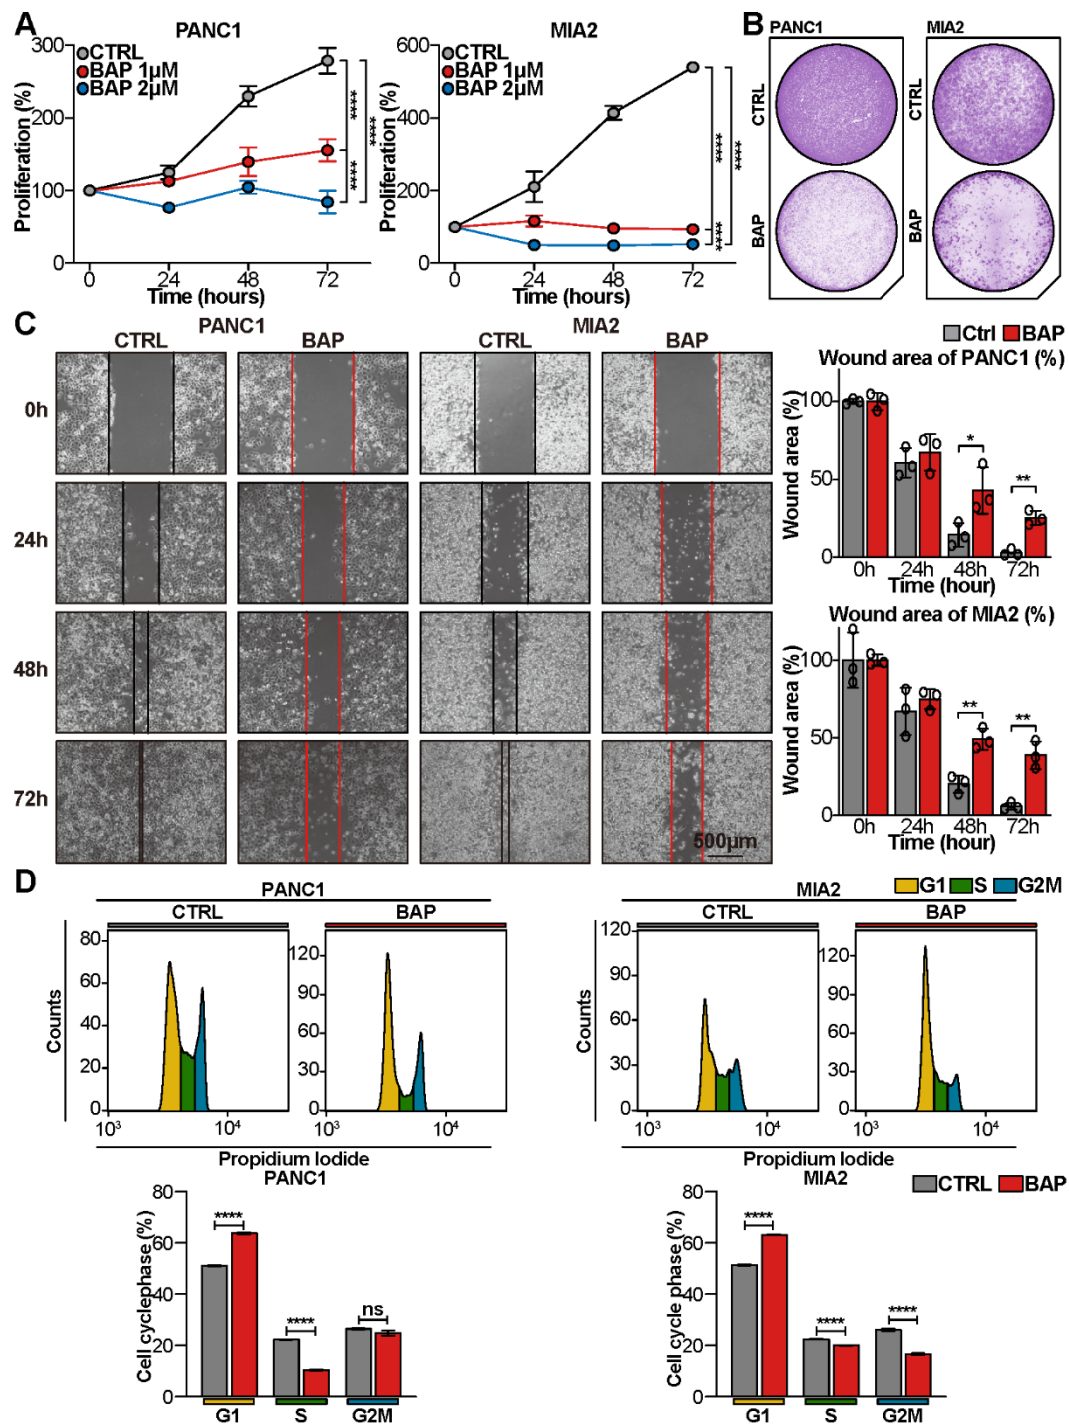 A
PANC1
MIA2
B
PANC1
MIA2
CTRL
BAP 1µM
BAP 2µM
300
200
100
0
Proliferation (%)
0 24 48 72
Time (hours)
****
****
****
CTRL
BAP 1µM
BAP 2µM
600
400
200
0
Proliferation (%)
0 24 48 72
Time (hours)
****
****
****
CTRL
BAP
CTRL
BAP
C
PANC1
MIA2
CTRL
BAP
CTRL
BAP
0h
24h
48h
72h
500µm
Ctrl BAP
Wound area of PANC1 (%)
Wound area (%)
100
50
0
*
**
0h 24h 48h 72h
Time (hour)
Wound area of MIA2 (%)
Wound area (%)
100
50
0
**
**
0h 24h 48h 72h
Time (hour)
D
PANC1
MIA2
G1 S G2M
CTRL
BAP
CTRL
BAP
Counts
80
60
40
20
0
10³ 10⁴
120
90
60
30
0
10³ 10⁴
Propidium Iodide
Counts
120
90
60
30
0
10³ 10⁴
120
90
60
30
0
10³ 10⁴
Propidium Iodide
PANC1
Cell cyclephase (%)
80
60
40
20
0
****
****
ns
G1 S G2M
MIA2
CTRL BAP
Cell cycle phase (%)
80
60
40
20
0
****
****
****
G1 S G2M